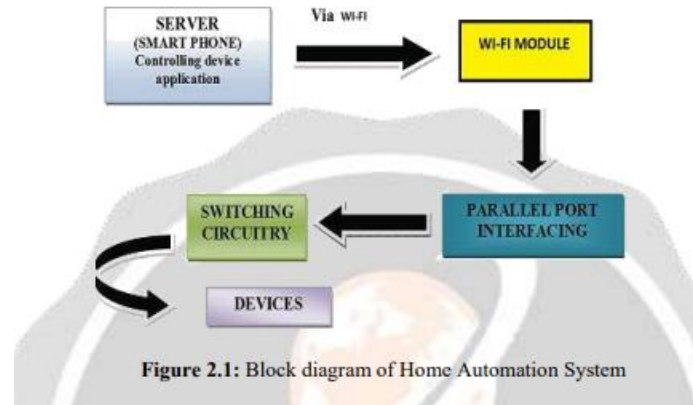 SERVER
(SMART PHONE)
Controlling device
application
Via WI-FI
WI-FI MODULE
SWITCHING
CIRCUITRY
PARALLEL PORT
INTERFACING
DEVICES
Figure 2.1: Block diagram of Home Automation System